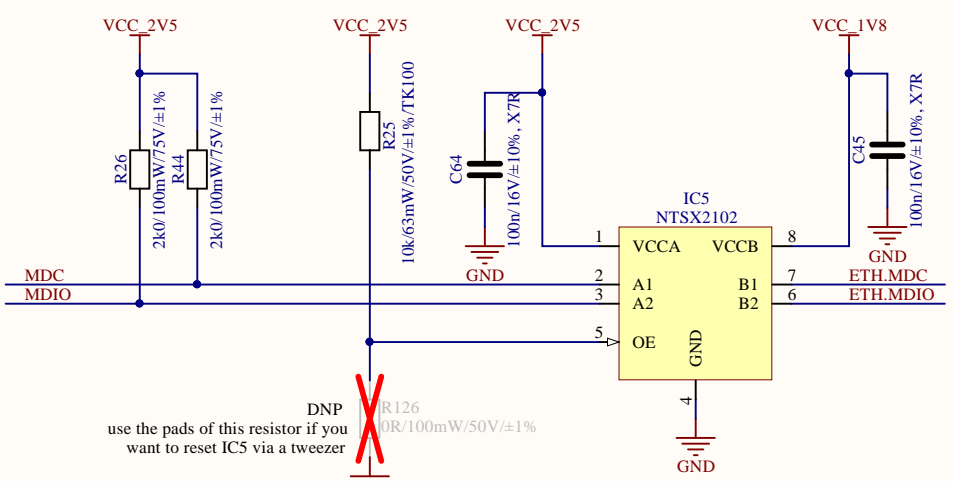 VCC_2V5
VCC_2V5
VCC_2V5
VCC_1V8
R26
2k0/100mW/75V/±1%
R44
2k0/100mW/75V/±1%
R25
10k/63mW/50V/±1%/TK100
C64
100n/16V/±10%, X7R
C45
100n/16V/±10%, X7R
GND
GND
IC5
NTSX2102
1
VCCA
VCCB
8
MDC
2
A1
B1
7
ETH.MDC
MDIO
3
A2
B2
6
ETH.MDIO
5
OE
GND
4
GND
DNP
use the pads of this resistor if you
want to reset IC5 via a tweezer
R126
0R/100mW/50V/±1%